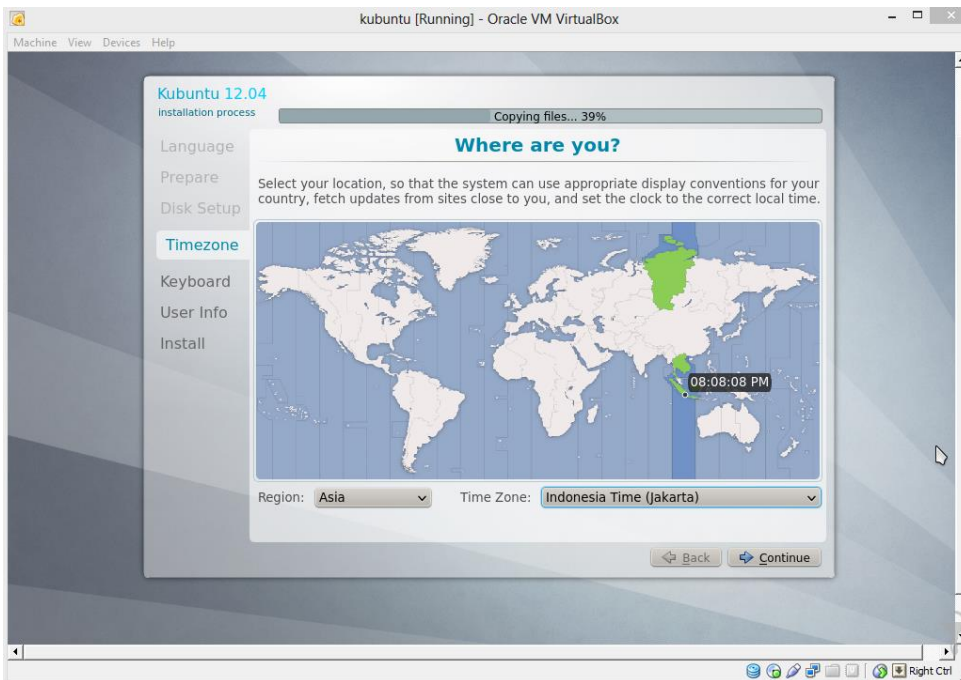 kubuntu [Running] - Oracle VM VirtualBox
Machine View Devices Help
Kubuntu 12.04
installation process
Copying files... 39%
Language
Prepare
Disk Setup
Timezone
Keyboard
User Info
Install
Where are you?
Select your location, so that the system can use appropriate display conventions for your
country, fetch updates from sites close to you, and set the clock to the correct local time.
08:08:08 PM
Region: Asia Time Zone: Indonesia Time (Jakarta)
Back Continue
Right Ctrl